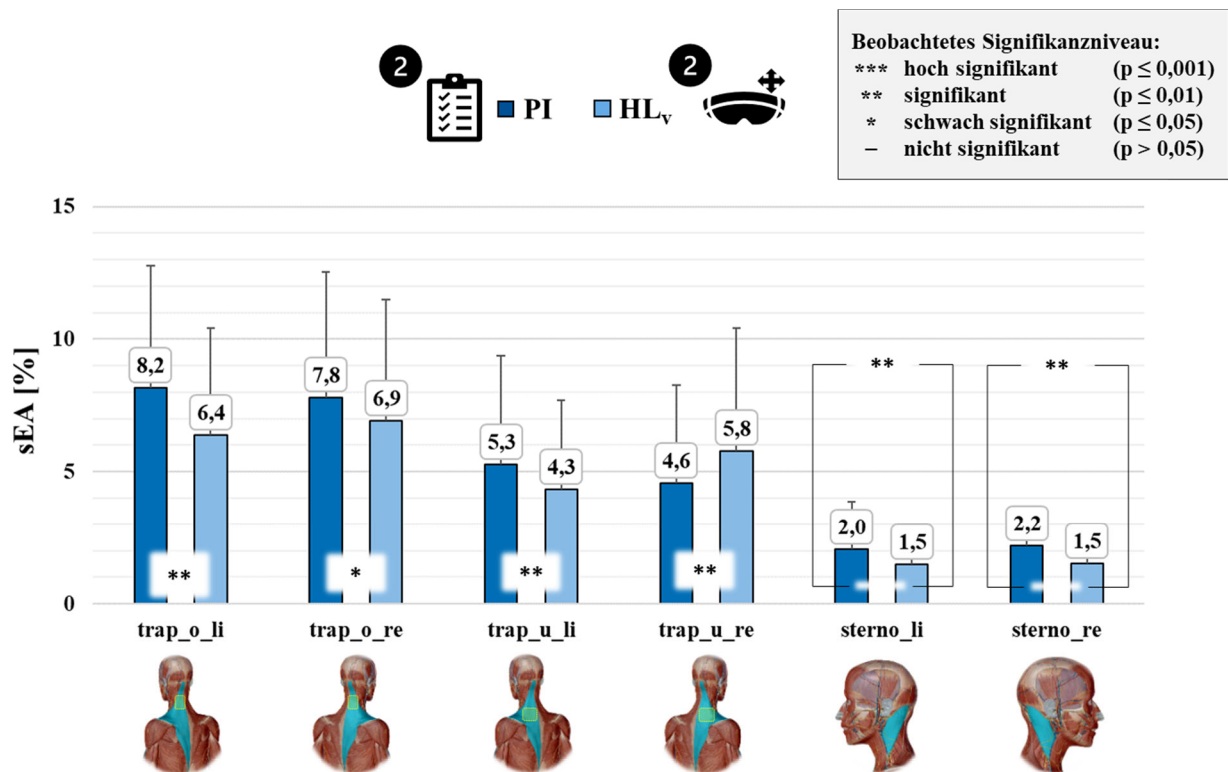 Beobachtetes Signifikanzniveau:
*** hoch signifikant (p ≤ 0,001)
** signifikant (p ≤ 0,01)
* schwach signifikant (p ≤ 0,05)
– nicht signifikant (p > 0,05)
2 PI HLv 2
sEA [%]
15
10
5
0
8,2 6,4 7,8 6,9 5,3 4,3 4,6 5,8 2,0 1,5 2,2 1,5
** * ** ** ** **
trap_o_li trap_o_re trap_u_li trap_u_re sterno_li sterno_re